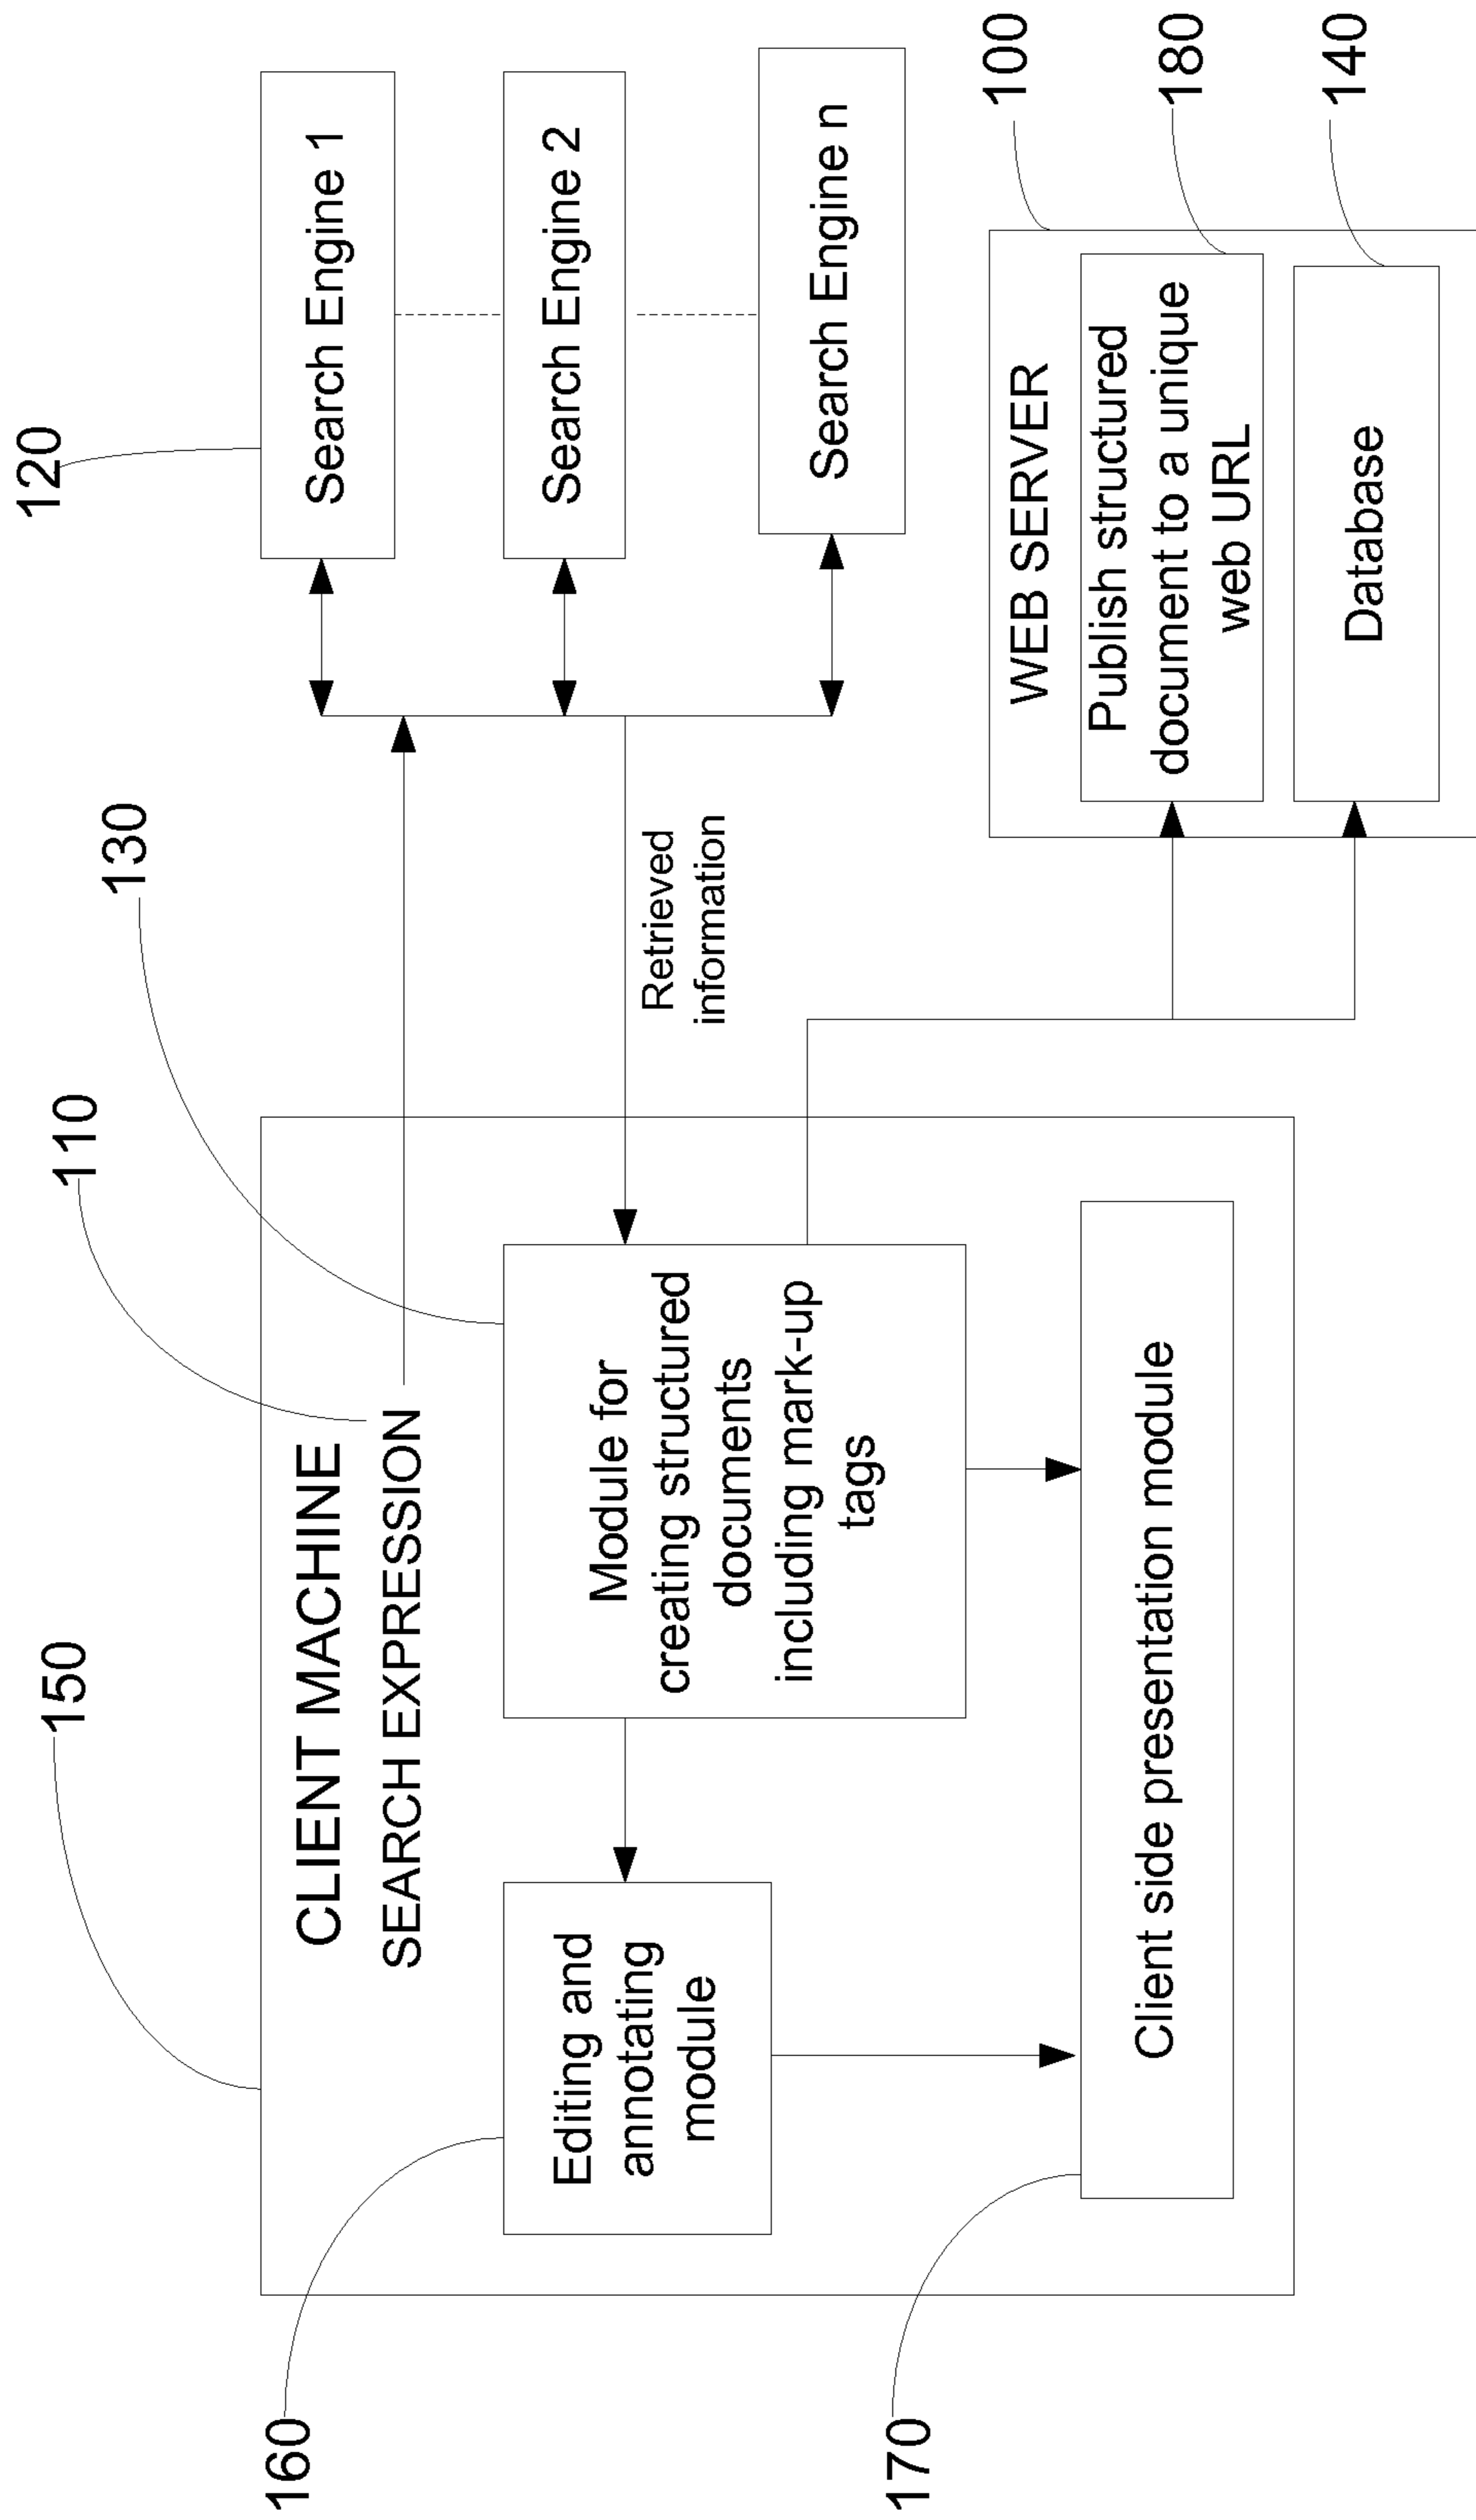 120
Search Engine 1
Search Engine 2
Search Engine n
130
110
150
CLIENT MACHINE
SEARCH EXPRESSION
Retrieved
information
Module for
creating structured
documents
including mark-up
tags
Editing and
annotating
module
160
Client side presentation module
170
WEB SERVER
100
Publish structured
document to a unique
web URL
180
Database
140